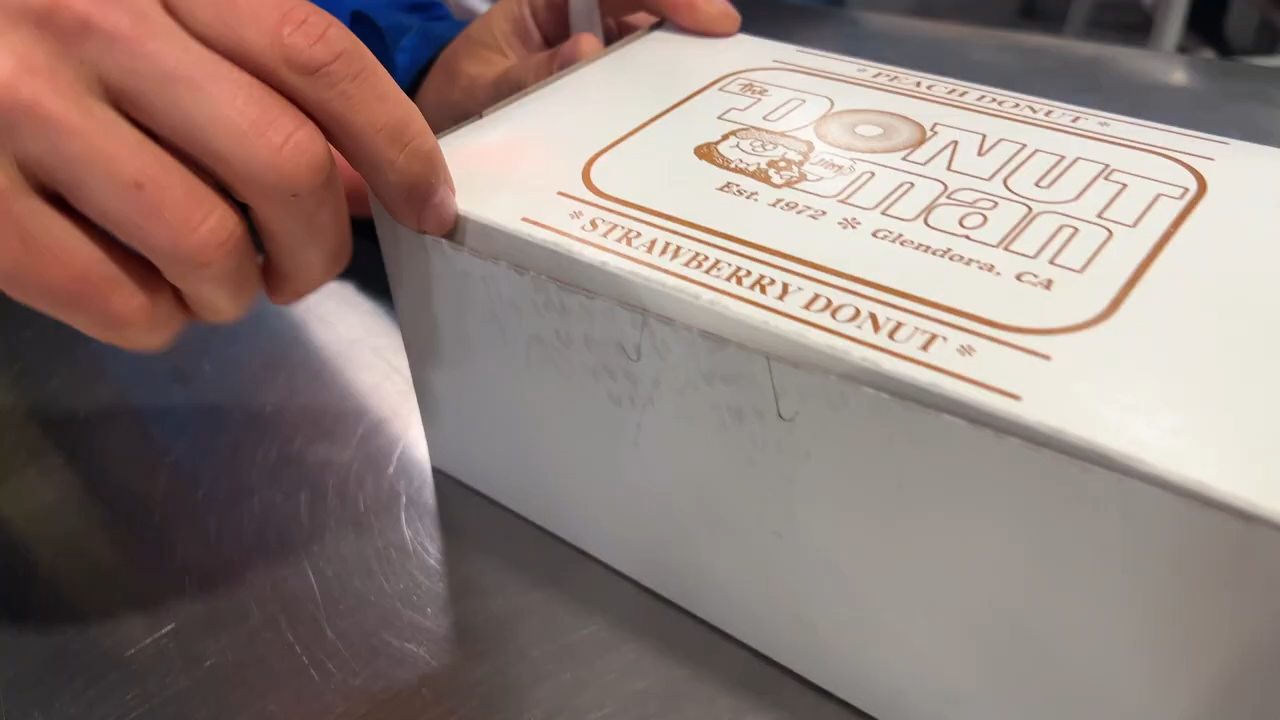 * PEACH DONUT *
the DONUT
Jim
man
Est. 1972 * Glendora, CA
* STRAWBERRY DONUT *